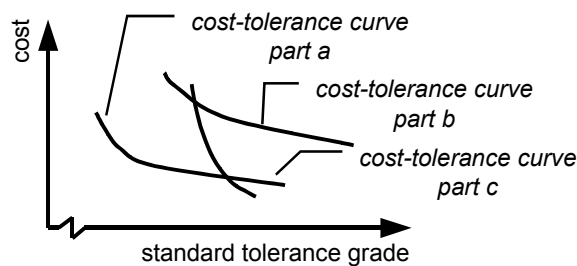 cost
cost-tolerance curve
part a
cost-tolerance curve
part b
cost-tolerance curve
part c
standard tolerance grade